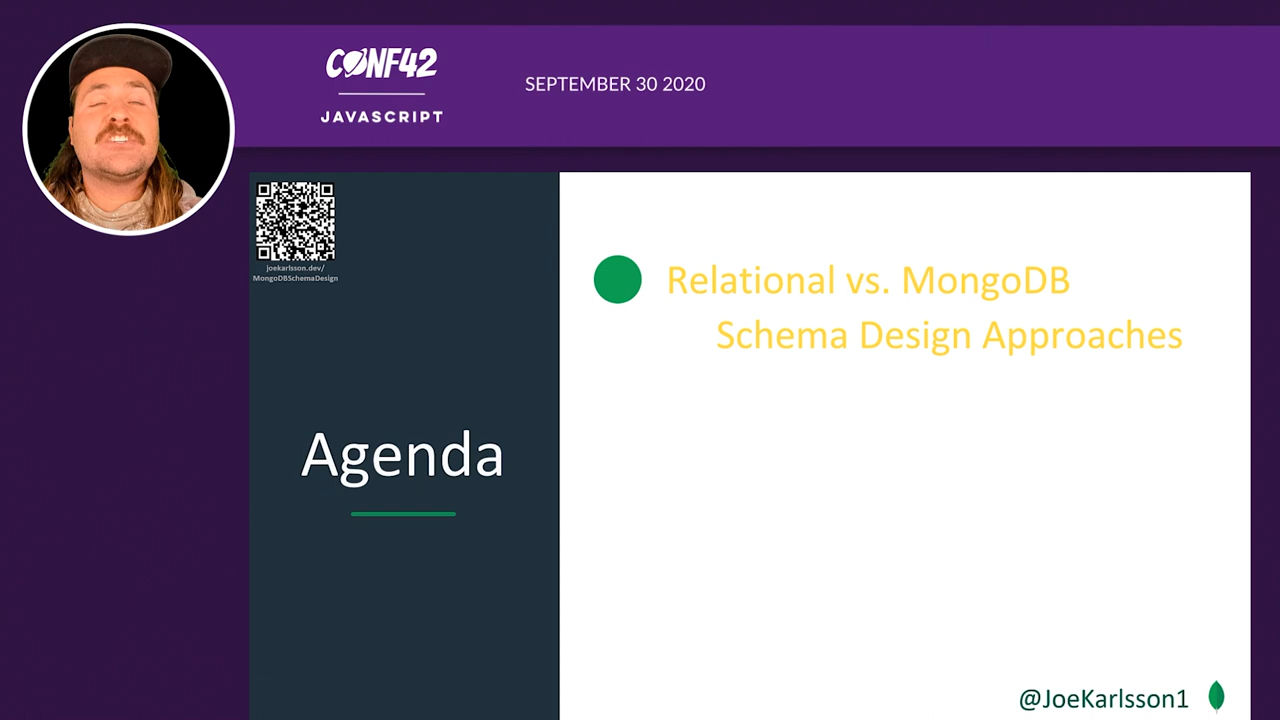 CONF42
JAVASCRIPT
SEPTEMBER 30 2020
joekarlsson.dev/
MongoDBSchemaDesign
Agenda
Relational vs. MongoDB
Schema Design Approaches
@JoeKarlsson1